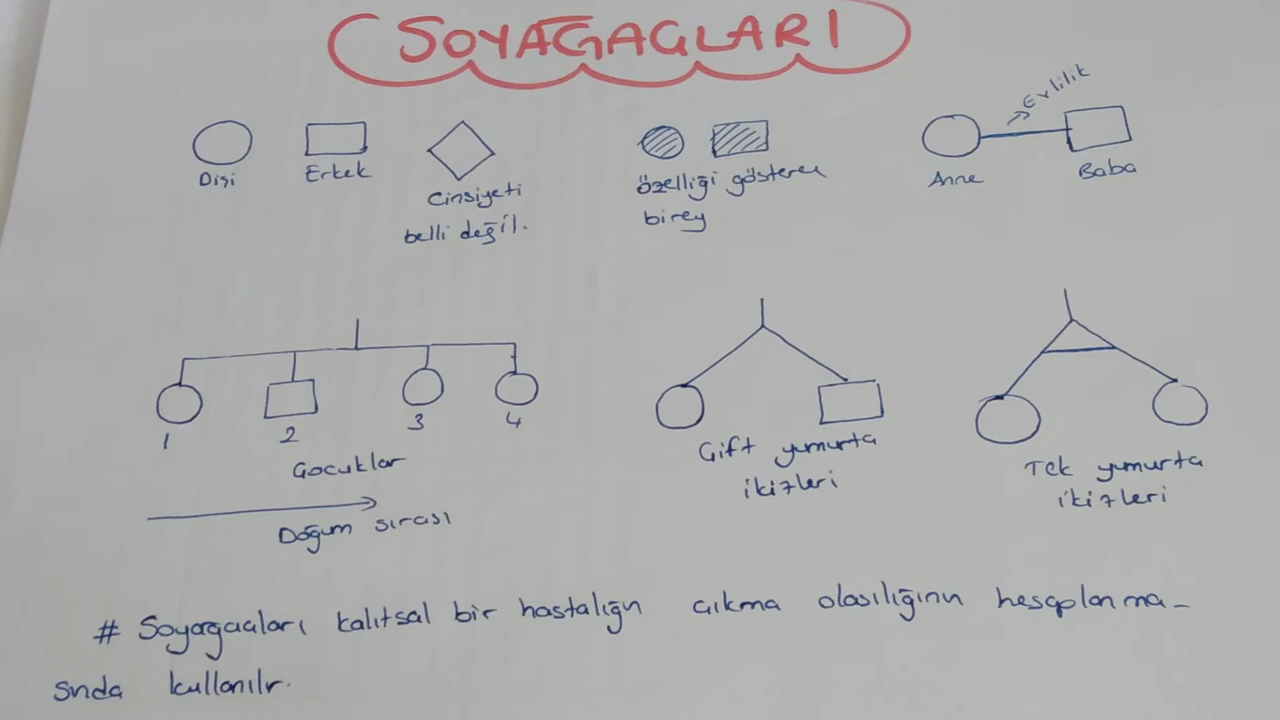 SOYAĞAÇLARI
Dişi
Erkek
Cinsiyeti
belli değil.
özelliği gösteren
birey
Evlilik
Anne
Baba
1 2 3 4
Çocuklar
Doğum sırası
Çift yumurta
ikizleri
Tek yumurta
ikizleri
# Soyağaçları kalıtsal bir hastalığın çıkma olasılığının hesaplanma-
sında kullanılır.